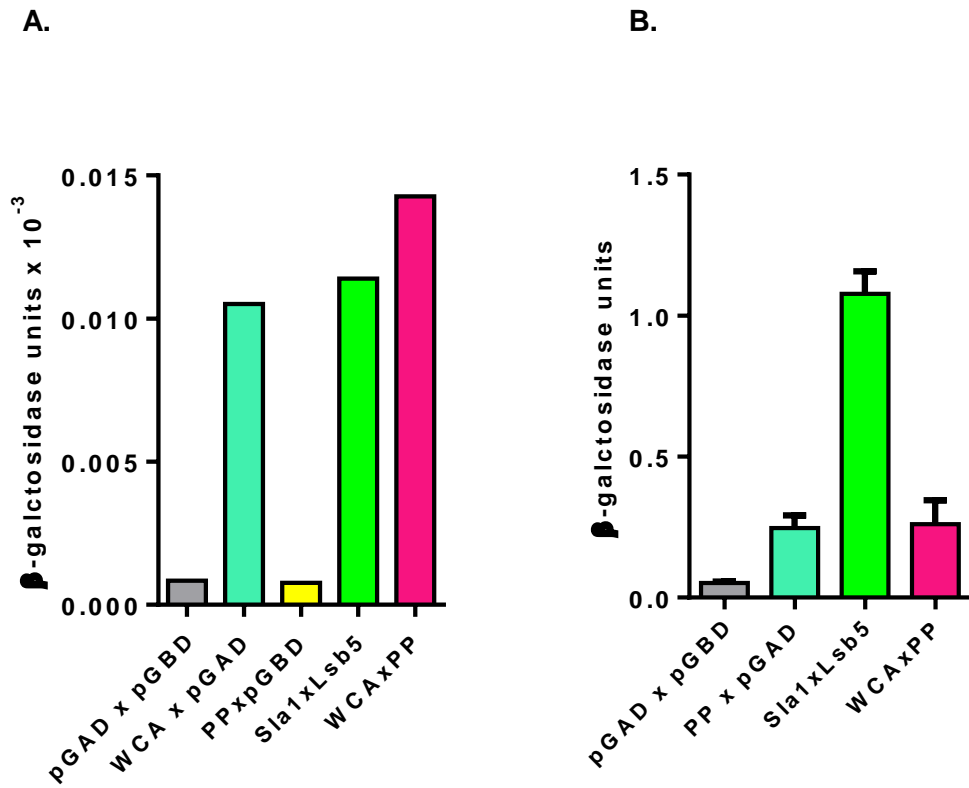 A.
β-galctosidase units x 10⁻³
0.015
0.010
0.005
0.000
pGAD x pGBD
WCA x pGAD
PPxpGBD
Sla1xLsb5
WCAxPP
B.
β-galctosidase units
1.5
1.0
0.5
0.0
pGAD x pGBD
PP x pGAD
Sla1xLsb5
WCAxPP